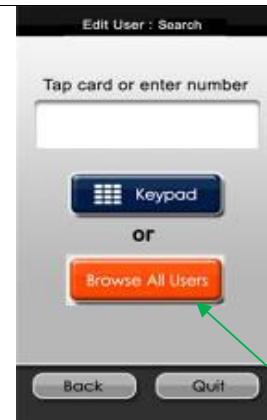 Edit User : Search
Tap card or enter number
Keypad
or
Browse All Users
Back
Quit